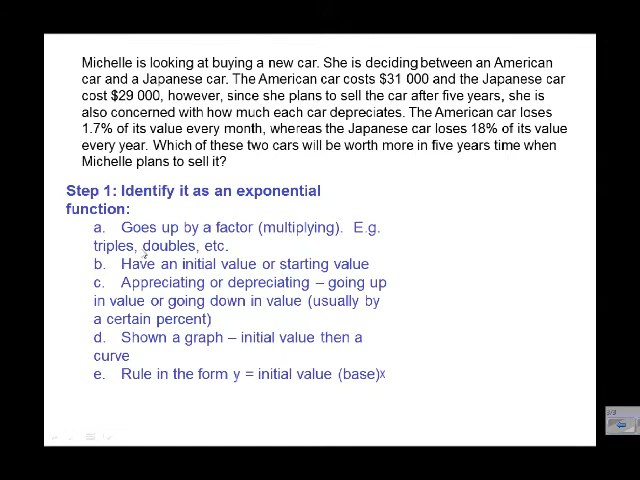 Michelle is looking at buying a new car. She is deciding between an American
car and a Japanese car. The American car costs $31 000 and the Japanese car
cost $29 000, however, since she plans to sell the car after five years, she is
also concerned with how much each car depreciates. The American car loses
1.7% of its value every month, whereas the Japanese car loses 18% of its value
every year. Which of these two cars will be worth more in five years time when
Michelle plans to sell it?
Step 1: Identify it as an exponential
function:
a. Goes up by a factor (multiplying). E.g.
triples, doubles, etc.
b. Have an initial value or starting value
c. Appreciating or depreciating – going up
in value or going down in value (usually by
a certain percent)
d. Shown a graph – initial value then a
curve
e. Rule in the form y = initial value (base)ˣ